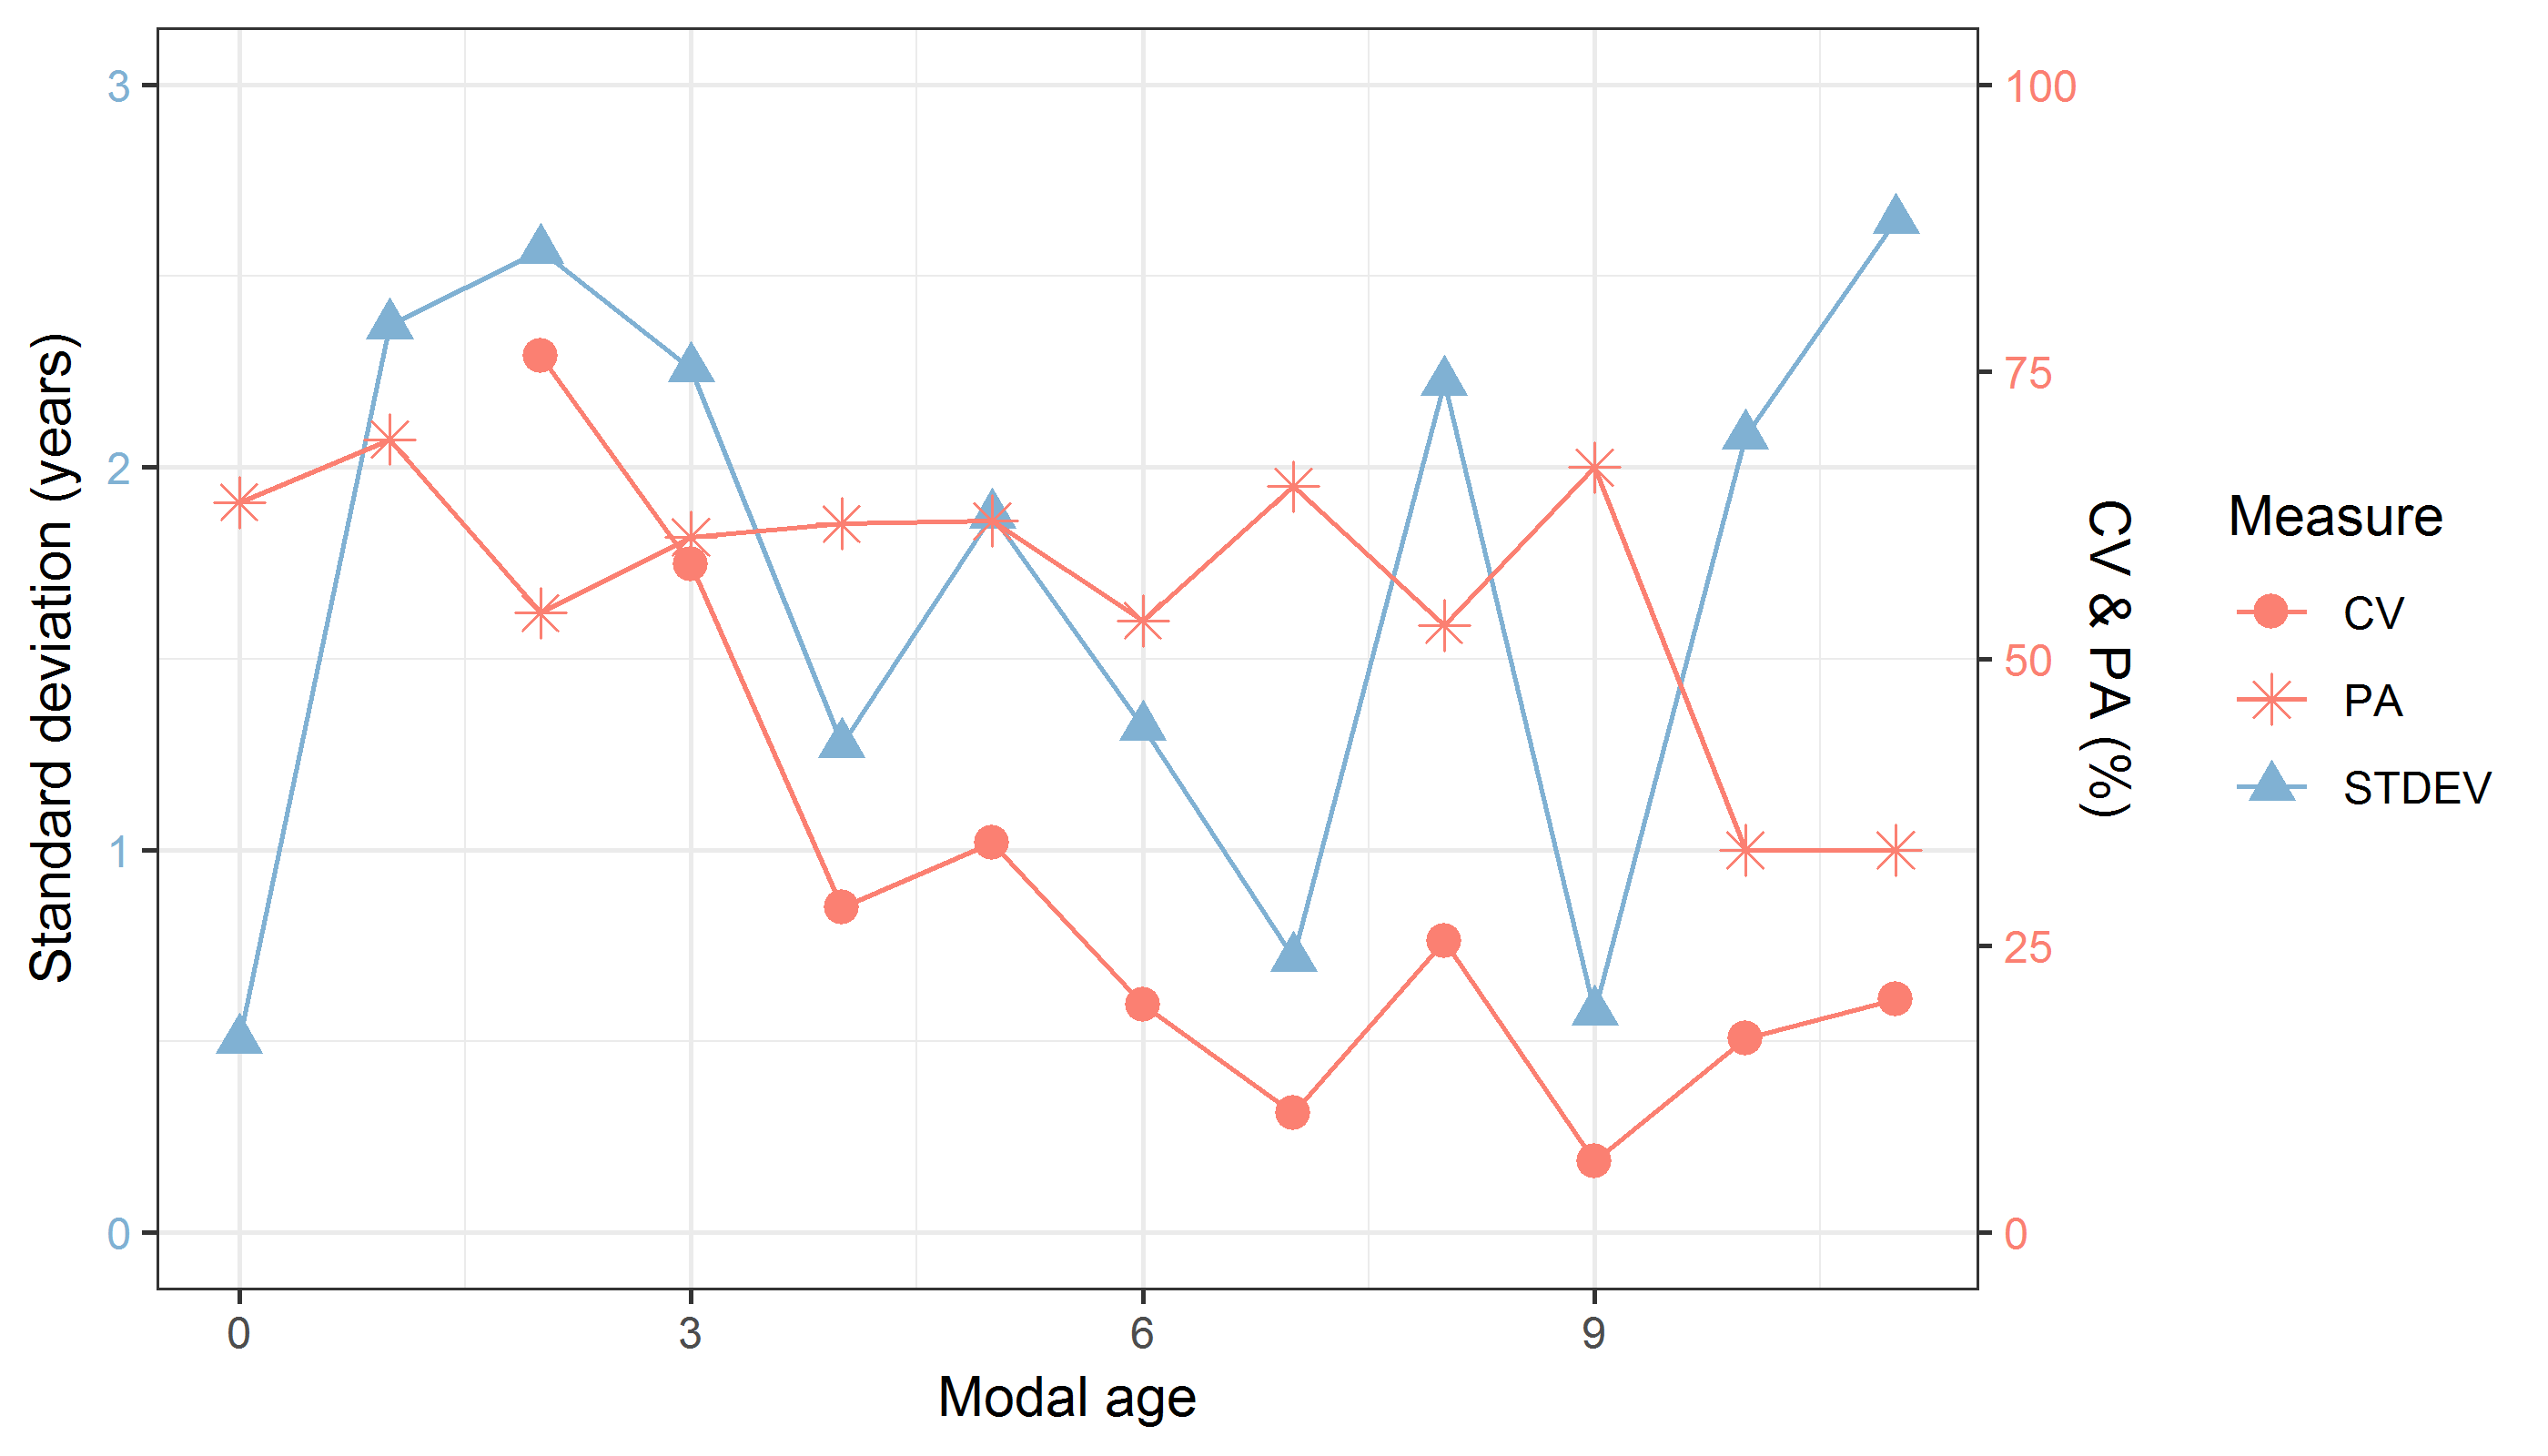 Standard deviation (years)
3
2
1
0
0
3
6
9
Modal age
100
75
50
25
0
CV & PA (%)
Measure
CV
PA
STDEV